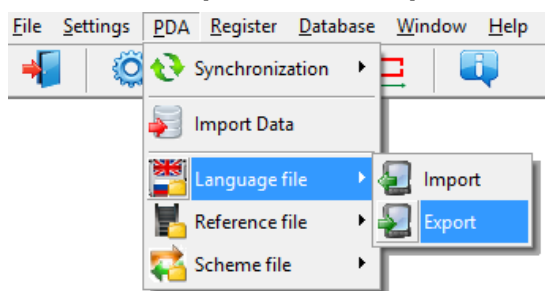 File Settings PDA Register Database Window Help
Synchronization
Import Data
Language file
Import
Reference file
Export
Scheme file